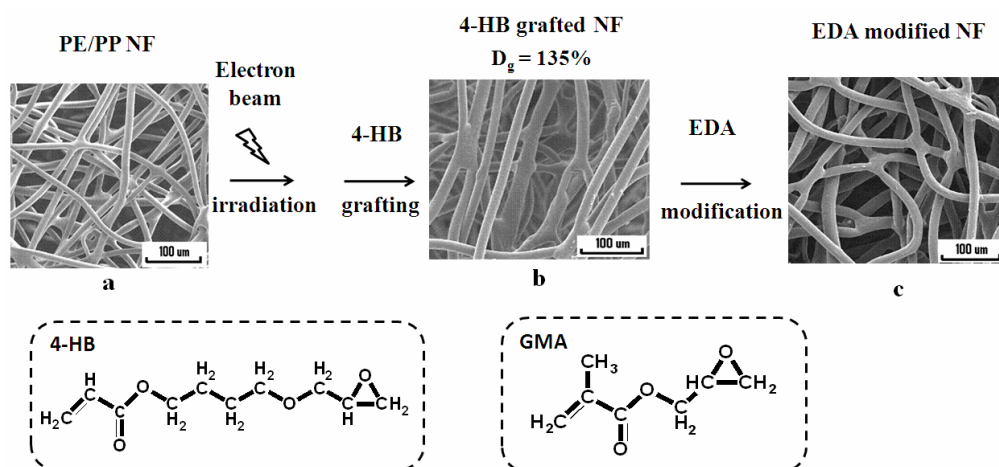 PE/PP NF
Electron
beam
irradiation
4-HB
grafting
4-HB grafted NF
Dg = 135%
EDA
modification
EDA modified NF
100 um
a
100 um
b
100 um
c
4-HB
H2C
H
C
C
O
O
C
H2
H2
C
C
H2
H2
C
O
H2
C
C
H
O
CH2
GMA
CH3
H2C
C
C
O
O
C
H2
HC
O
CH2